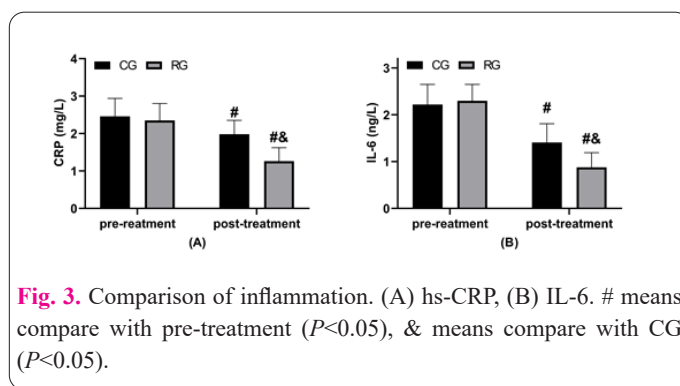 CG RG
CRP (mg/L)
4
3
2
1
0
#
#&
pre-reatment post-treatment
(A)
CG RG
IL-6 (ng/L)
3
2
1
0
#
#&
pre-reatment post-treatment
(B)
Fig. 3. Comparison of inflammation. (A) hs-CRP, (B) IL-6. # means
compare with pre-treatment (P<0.05), & means compare with CG
(P<0.05).